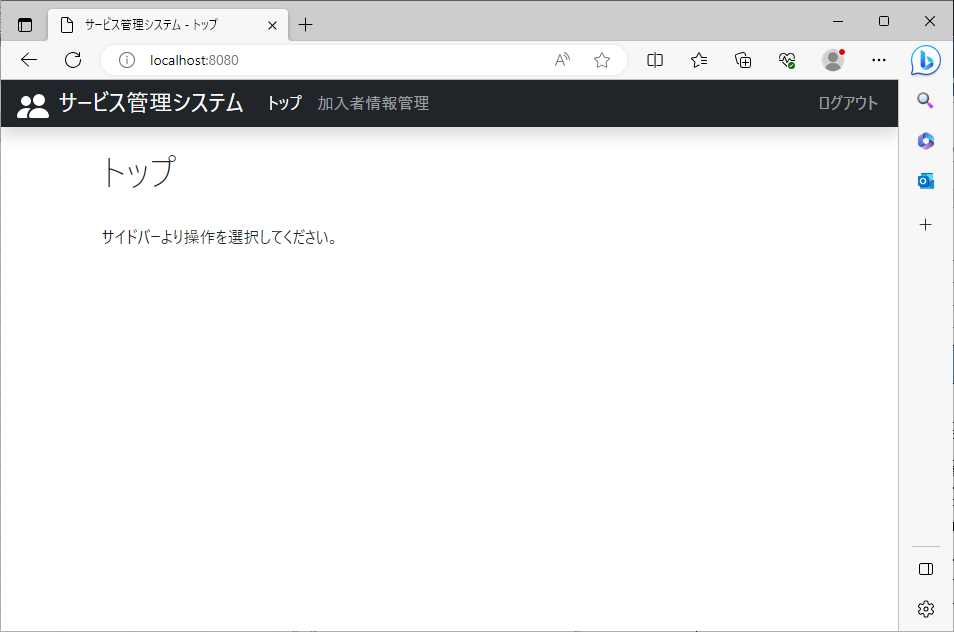 サービス管理システム - トップ
localhost:8080
サービス管理システム トップ 加入者情報管理 ログアウト
トップ
サイドバーより操作を選択してください。